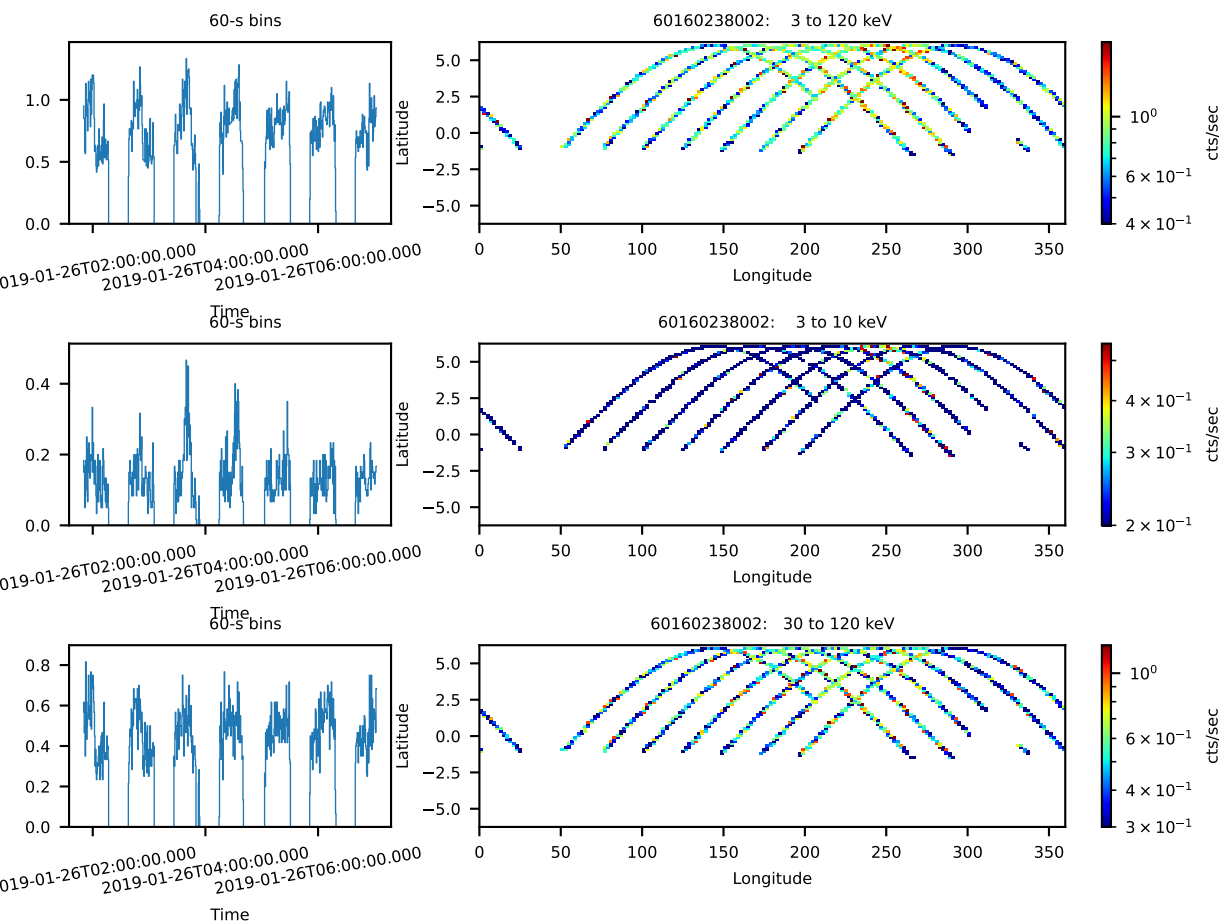 60-s bins
60160238002: 3 to 120 keV
1.0
0.5
0.0
Latitude
5.0
2.5
0.0
−2.5
−5.0
10⁰
6 × 10⁻¹
4 × 10⁻¹
cts/sec
0 50 100 150 200 250 300 350
Longitude
019-01-26T02:00:00.000
2019-01-26T04:00:00.000
2019-01-26T06:00:00.000
Time
60-s bins
60160238002: 3 to 10 keV
0.4
0.2
0.0
Latitude
5.0
2.5
0.0
−2.5
−5.0
4 × 10⁻¹
3 × 10⁻¹
2 × 10⁻¹
cts/sec
0 50 100 150 200 250 300 350
Longitude
019-01-26T02:00:00.000
2019-01-26T04:00:00.000
2019-01-26T06:00:00.000
Time
60-s bins
60160238002: 30 to 120 keV
0.8
0.6
0.4
0.2
0.0
Latitude
5.0
2.5
0.0
−2.5
−5.0
10⁰
6 × 10⁻¹
4 × 10⁻¹
3 × 10⁻¹
cts/sec
0 50 100 150 200 250 300 350
Longitude
019-01-26T02:00:00.000
2019-01-26T04:00:00.000
2019-01-26T06:00:00.000
Time